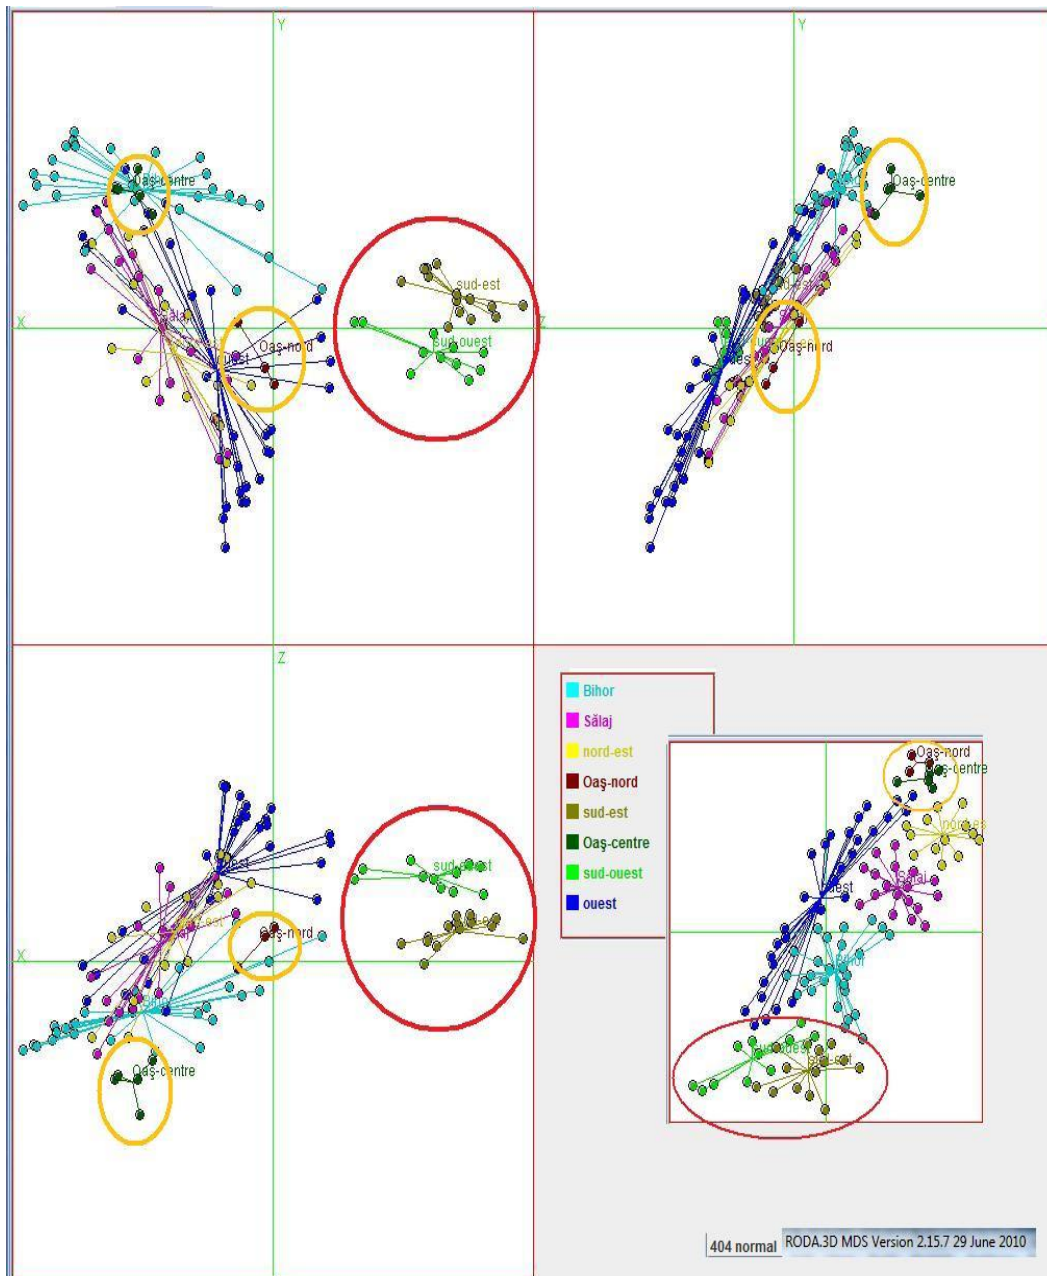 Y
Y
Oaş-centre
Oaş-centre
sud-est
X
Z
Oaş-nord
sud-ouest
Oaş-nord
Z
X
Oaş-nord
Oaş-centre
Bihor
Sălaj
nord-est
Oaş-nord
sud-est
Oaş-centre
sud-ouest
ouest
Oaş-nord
Oaş-centre
Sălaj
Bihor
404 normal
RODA.3D MDS Version 2.15.7 29 June 2010